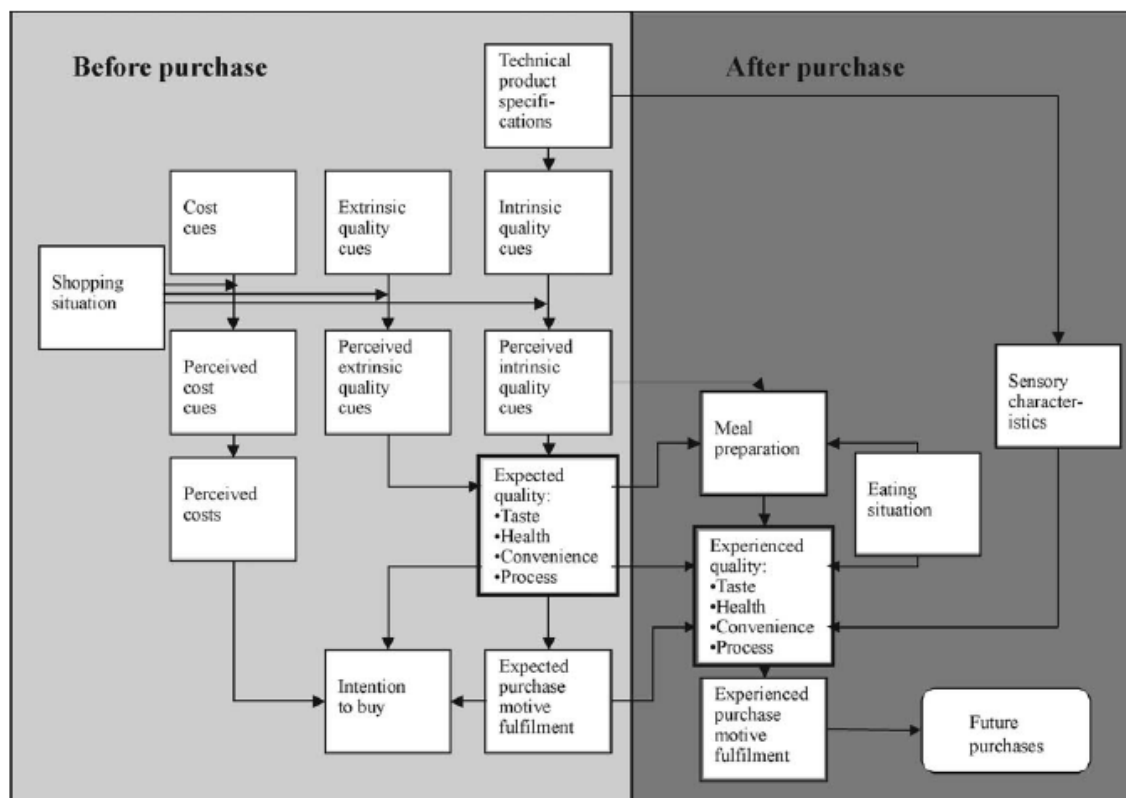 Before purchase
After purchase
Technical
product
specifi-
cations
Cost
cues
Extrinsic
quality
cues
Intrinsic
quality
cues
Shopping
situation
Perceived
cost
cues
Perceived
extrinsic
quality
cues
Perceived
intrinsic
quality
cues
Sensory
character-
istics
Meal
preparation
Perceived
costs
Expected
quality:
•Taste
•Health
•Convenience
•Process
Eating
situation
Experienced
quality:
•Taste
•Health
•Convenience
•Process
Intention
to buy
Expected
purchase
motive
fulfilment
Experienced
purchase
motive
fulfilment
Future
purchases